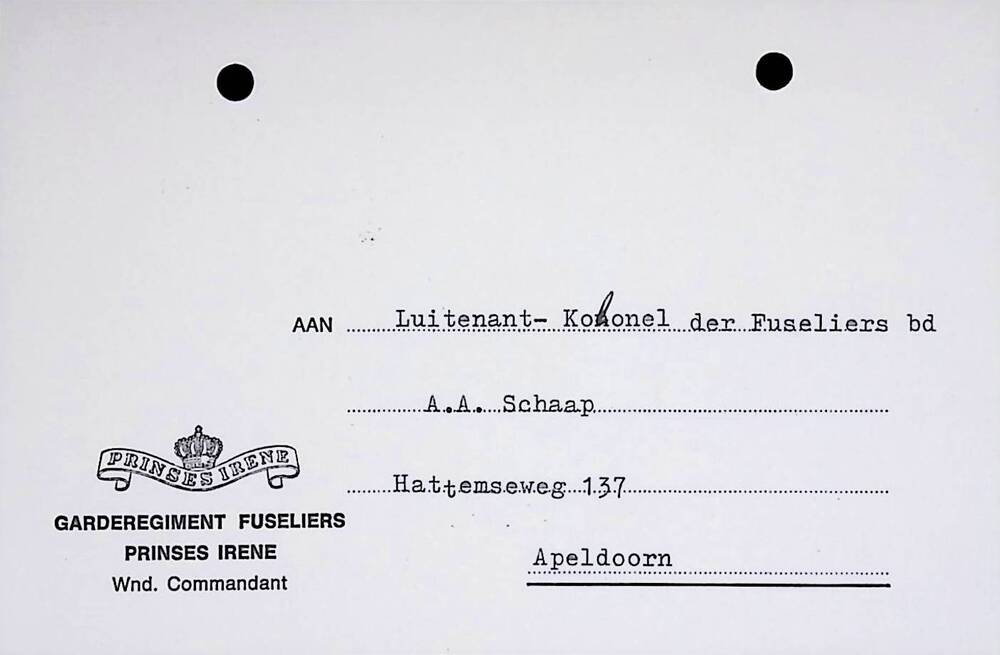 AAN Luitenant- Kolonel der Fuseliers bd
A.A. Schaap
PRINSES IRENE
Hattemseweg 137
GARDEREGIMENT FUSELIERS
PRINSES IRENE
Apeldoorn
Wnd. Commandant